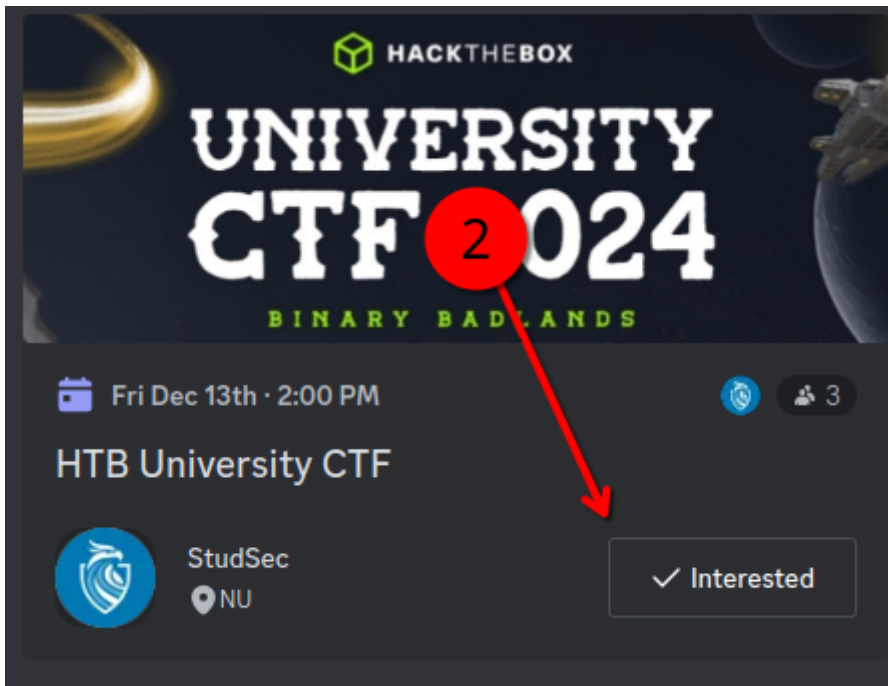 HACKTHEBOX
UNIVERSITY
CTF 2024
2
BINARY BADLANDS
Fri Dec 13th · 2:00 PM
3
HTB University CTF
StudSec
NU
✓ Interested